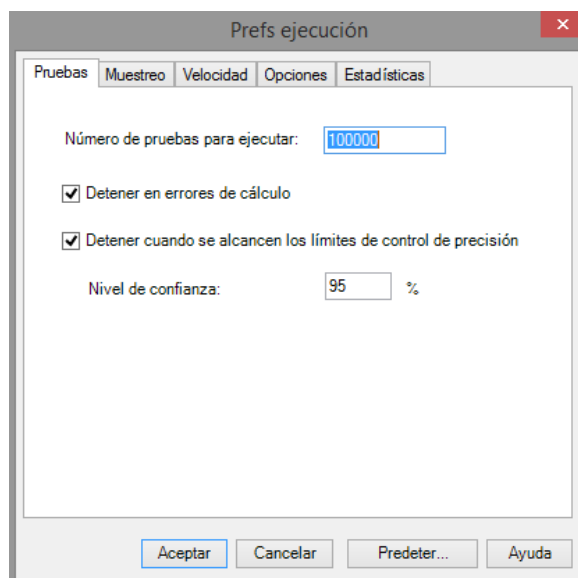 Prefs ejecución
Pruebas Muestreo Velocidad Opciones Estadísticas
Número de pruebas para ejecutar: 100000
Detener en errores de cálculo
Detener cuando se alcancen los límites de control de precisión
Nivel de confianza: 95 %
Aceptar Cancelar Predeter... Ayuda